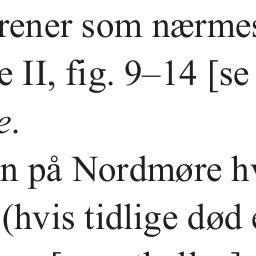 rener som nærmes
e II, fig. 9–14 [se
e.
n på Nordmøre hv
(hvis tidlige død